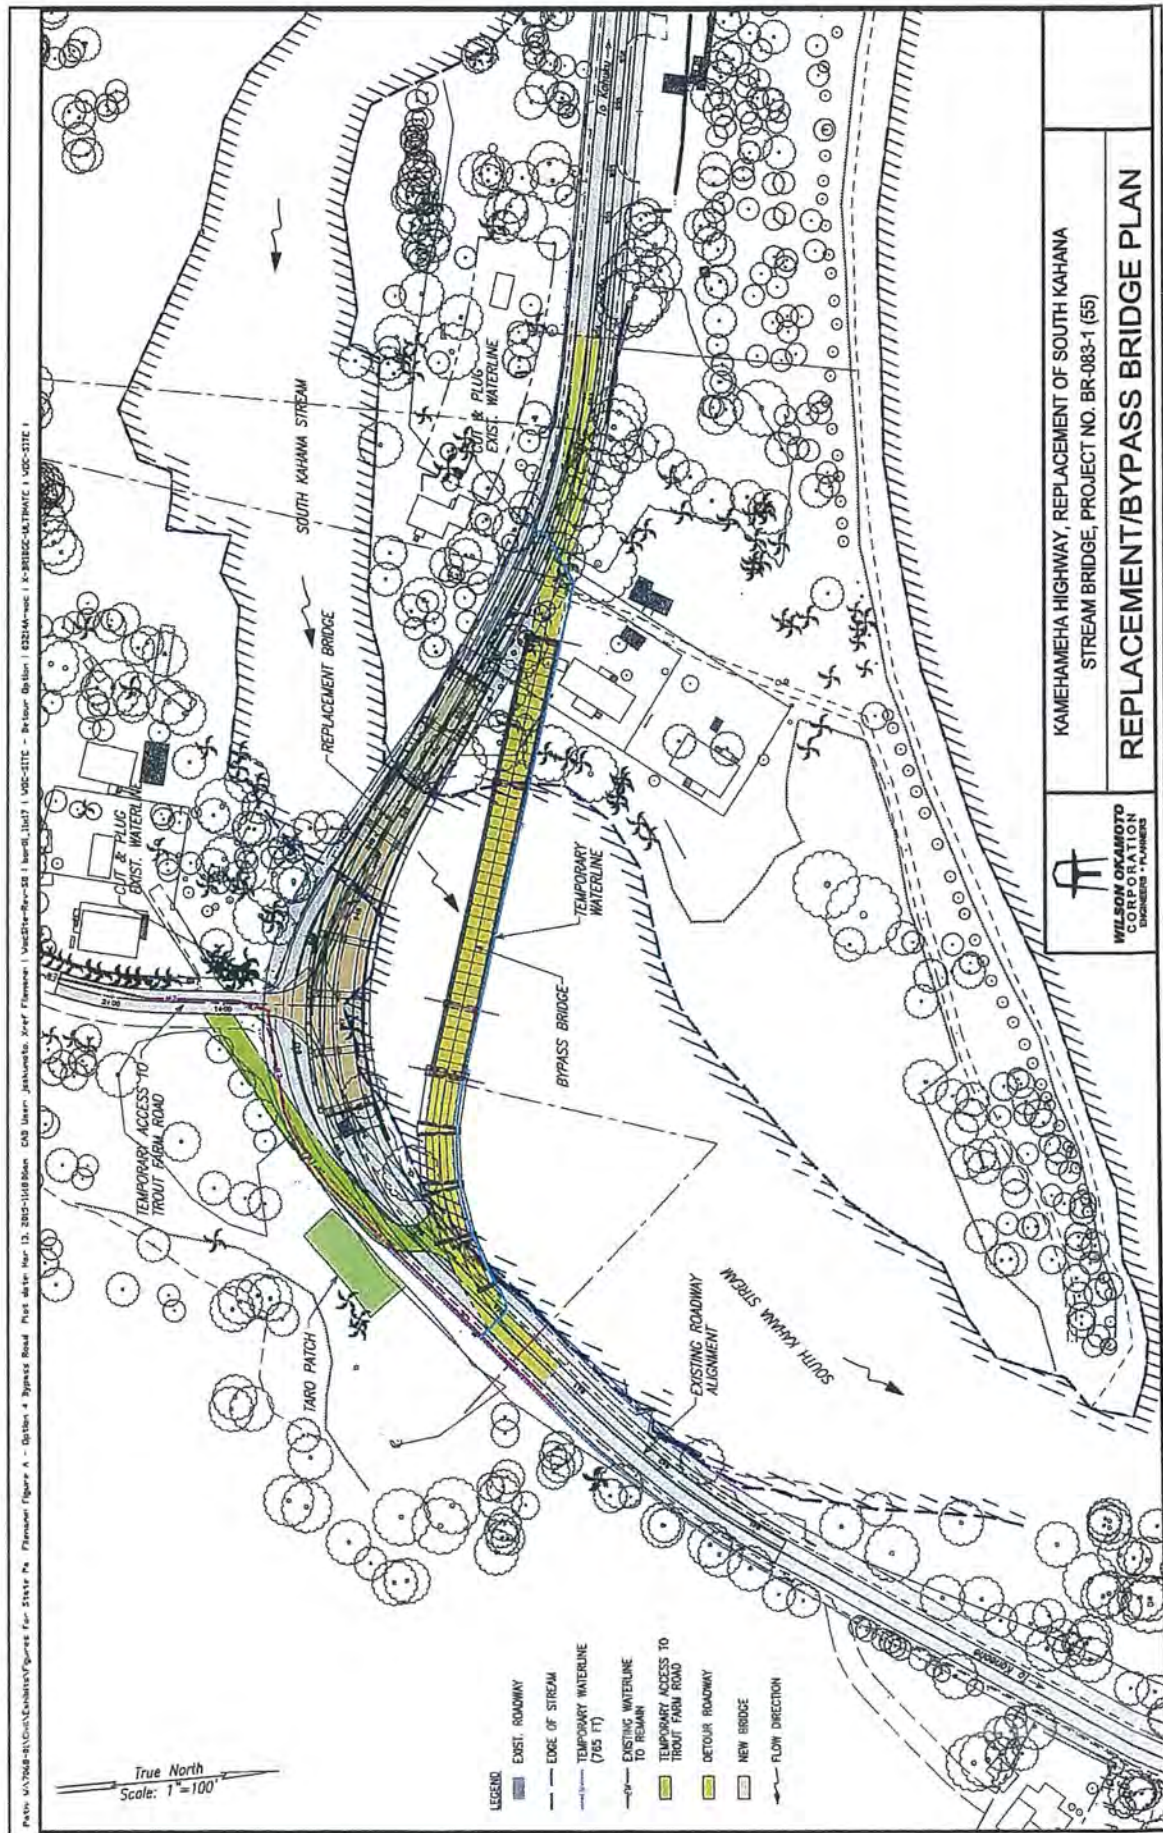 KAMEHAMEHA HIGHWAY, REPLACEMENT OF SOUTH KAHANA
STREAM BRIDGE, PROJECT NO. BR-083-1 (55)
REPLACEMENT/BYPASS BRIDGE PLAN
WILSON OKAMOTO
CORPORATION
ENGINEERS • PLANNERS
SOUTH KAHANA STREAM
REPLACEMENT BRIDGE
CUT & PLUG
EXIST. WATERLINE
To Kahuku
CUT & PLUG
EXIST. WATERLINE
TEMPORARY
WATERLINE
BYPASS BRIDGE
TEMPORARY ACCESS TO
TROUT FARM ROAD
TARO PATCH
EXISTING ROADWAY
ALIGNMENT
SOUTH KAHANA STREAM
To Kaneohe
True North
Scale: 1"=100'
LEGEND
EXIST. ROADWAY
EDGE OF STREAM
TEMPORARY WATERLINE
(765 FT)
EXISTING WATERLINE
TO REMAIN
TEMPORARY ACCESS TO
TROUT FARM ROAD
DETOUR ROADWAY
NEW BRIDGE
FLOW DIRECTION